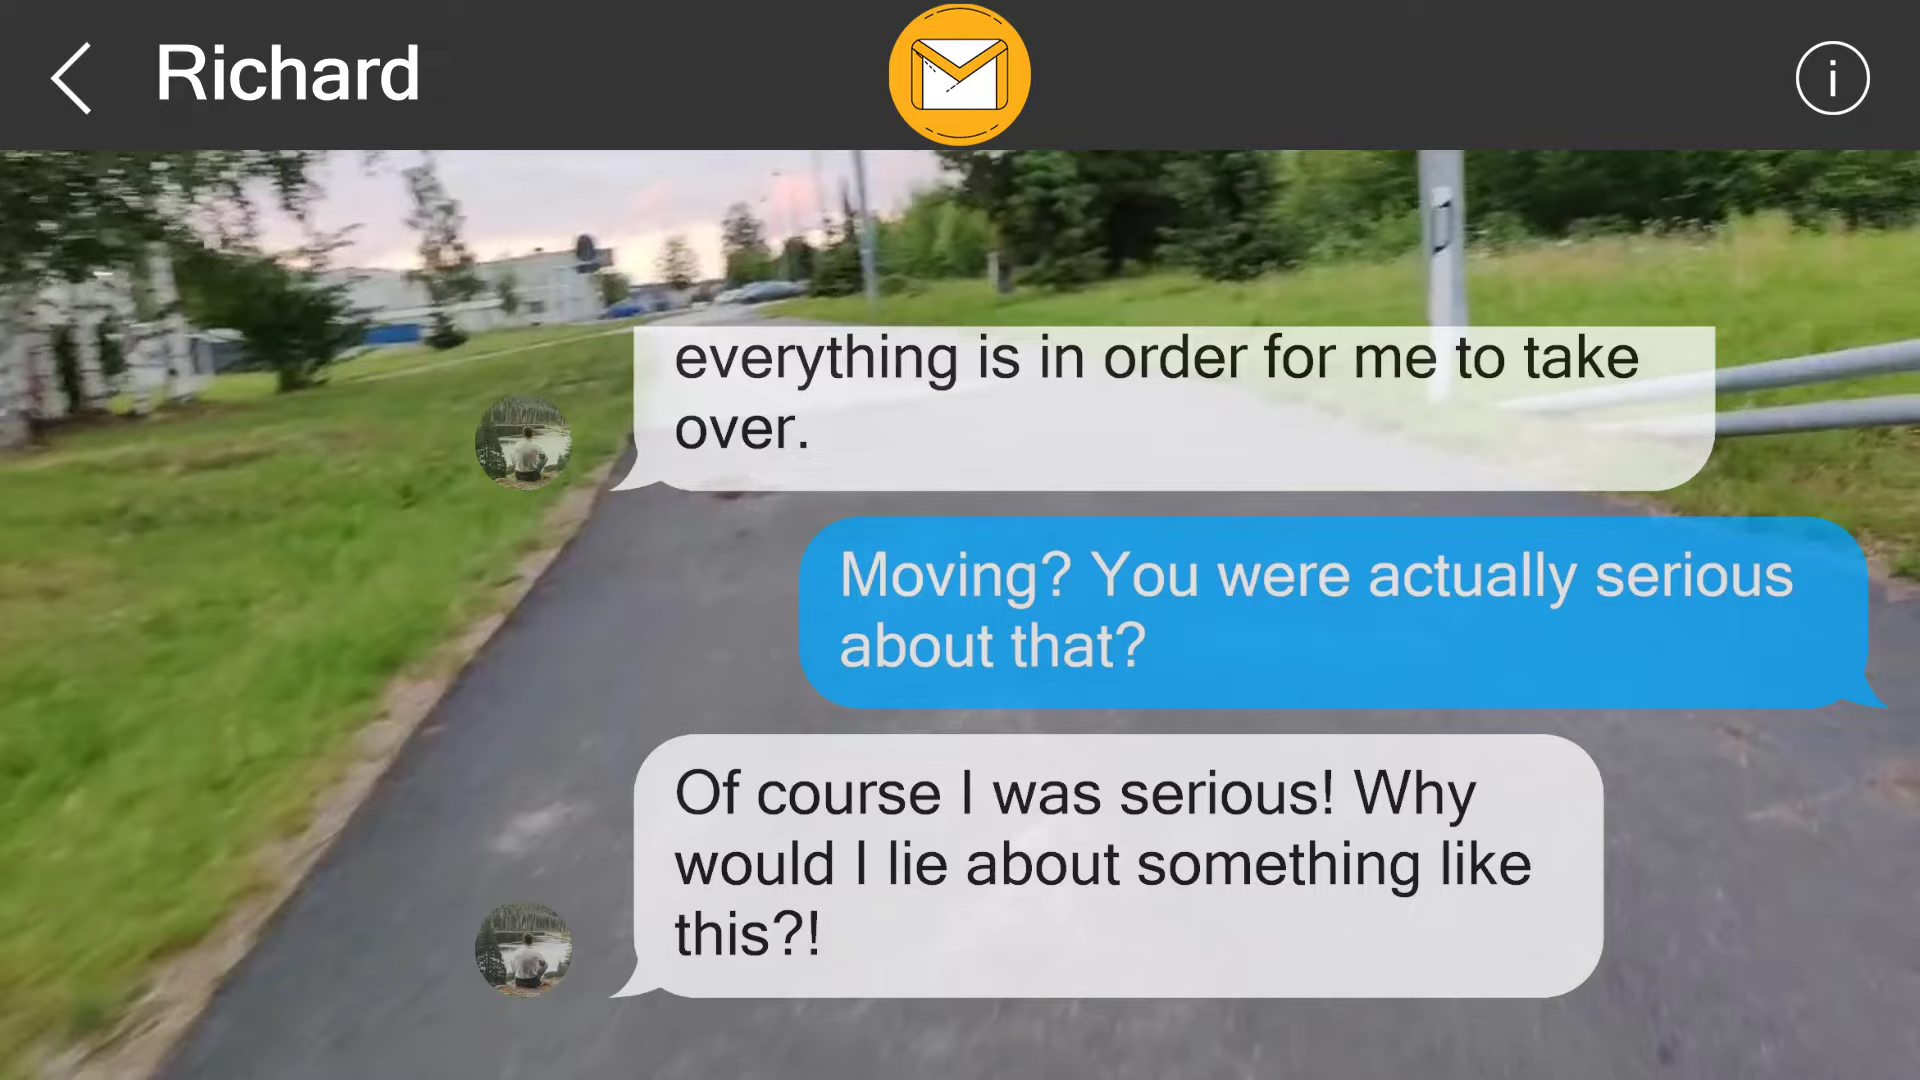 Richard
everything is in order for me to take
over.
Moving? You were actually serious
about that?
Of course I was serious! Why
would I lie about something like
this?!